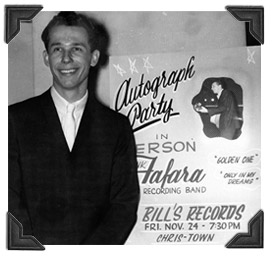 Autograph
Party
IN
ERSON
Hafara
RECORDING BAND
"GOLDEN ONE"
"ONLY IN MY
DREAMS"
BILL'S RECORDS
FRI. NOV. 24 - 7:30 PM
CHRIS-TOWN